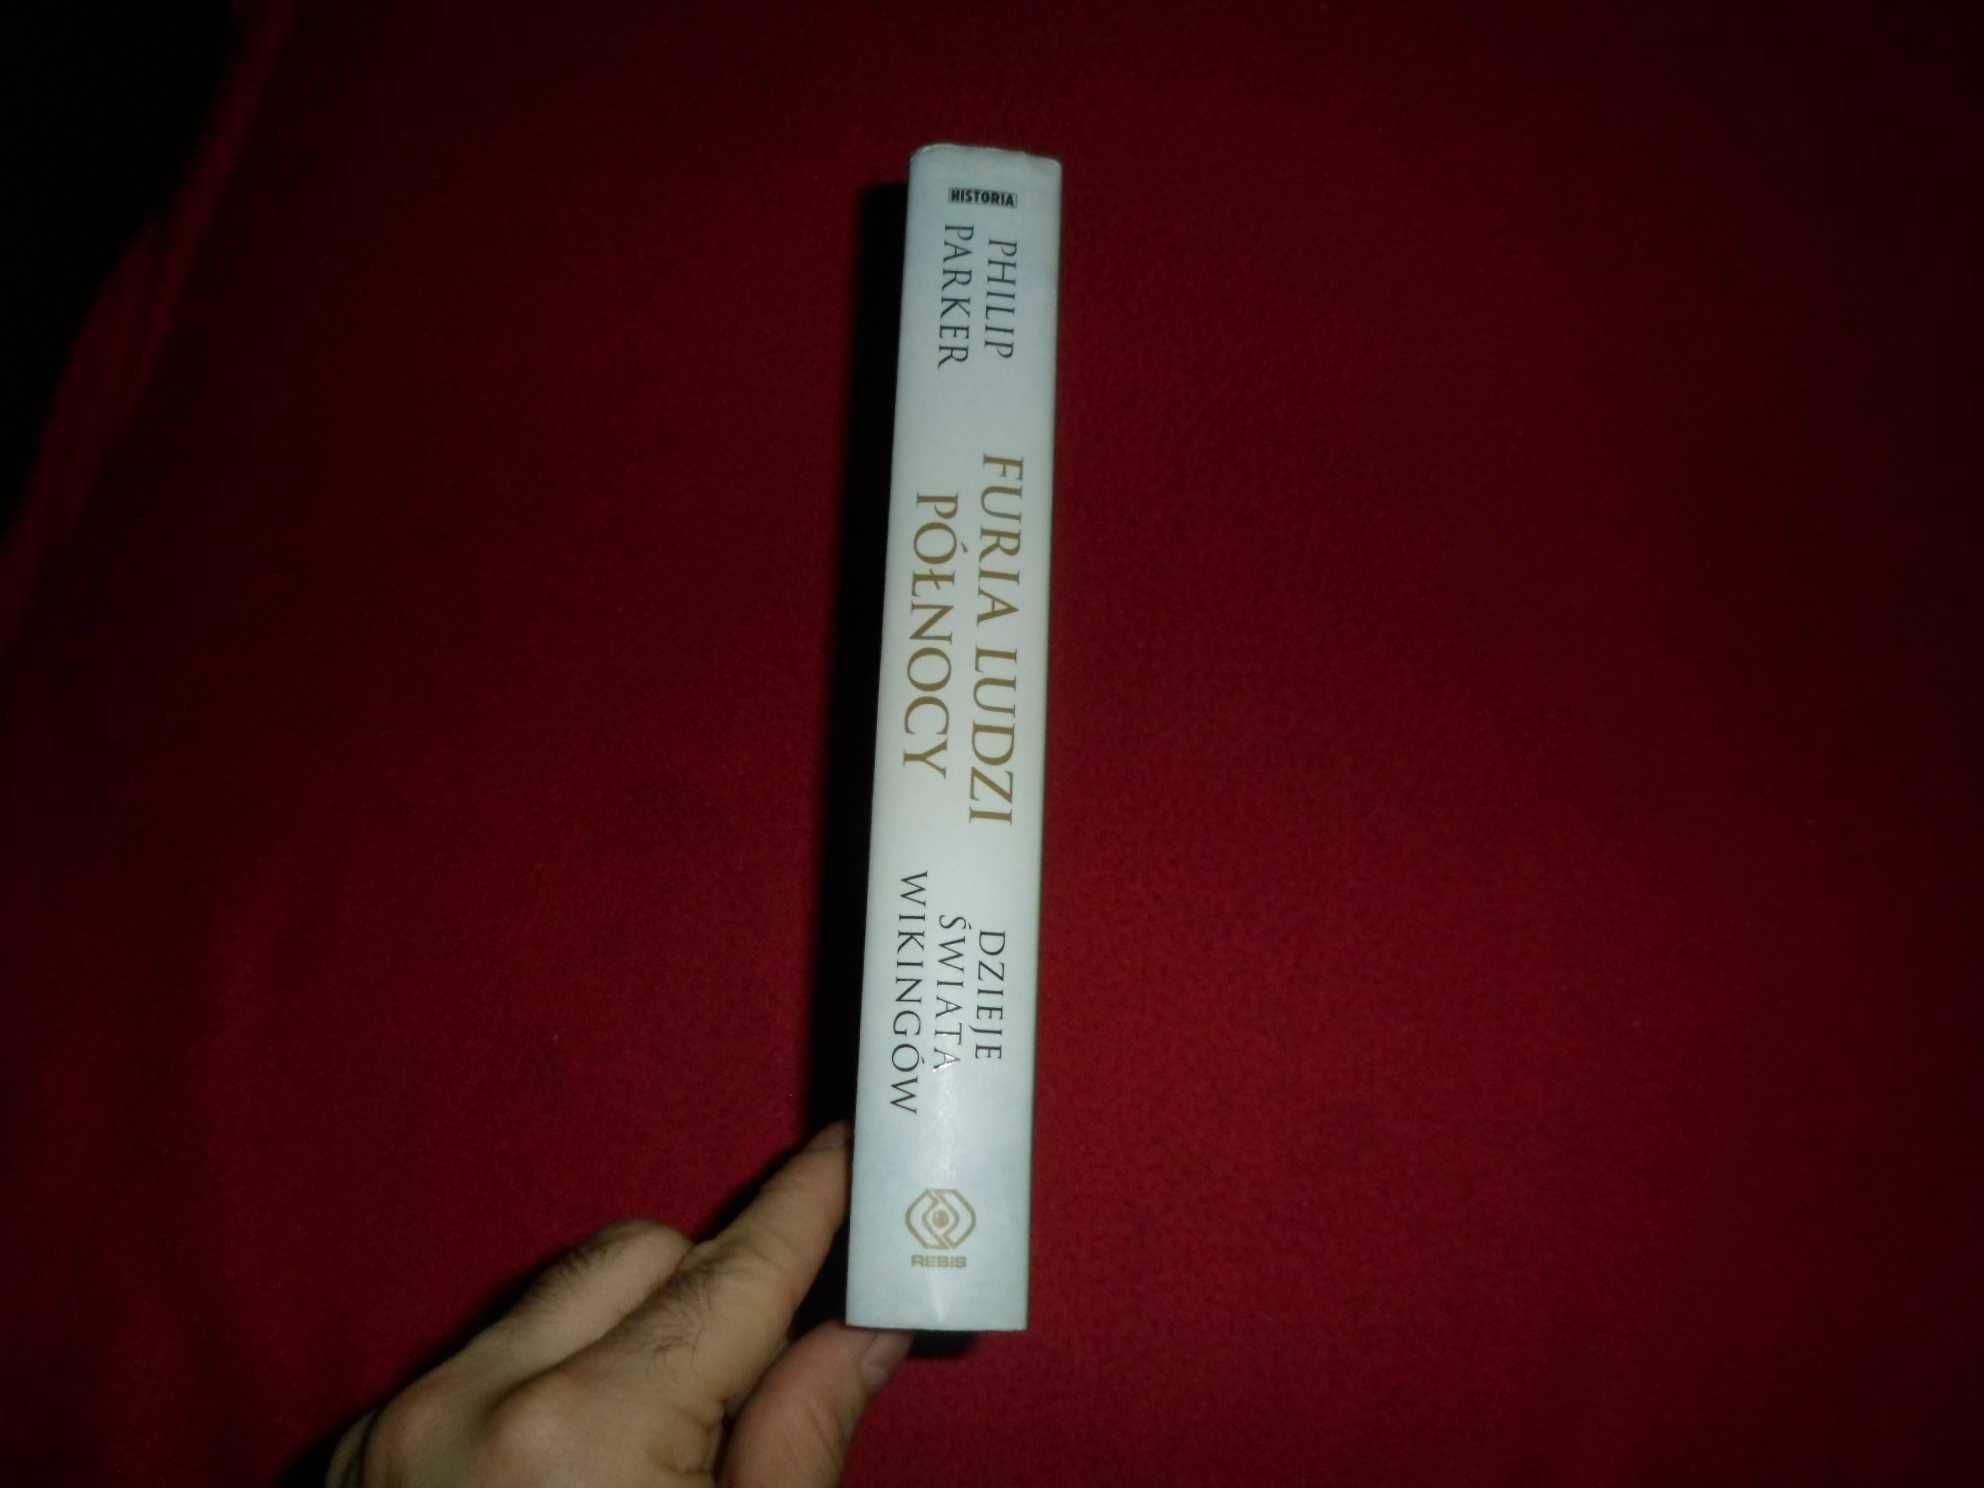 HISTORIA
PHILIP
PARKER
FURIA LUDZI
PÓŁNOCY
DZIEJE
ŚWIATA
WIKINGÓW
REBIS